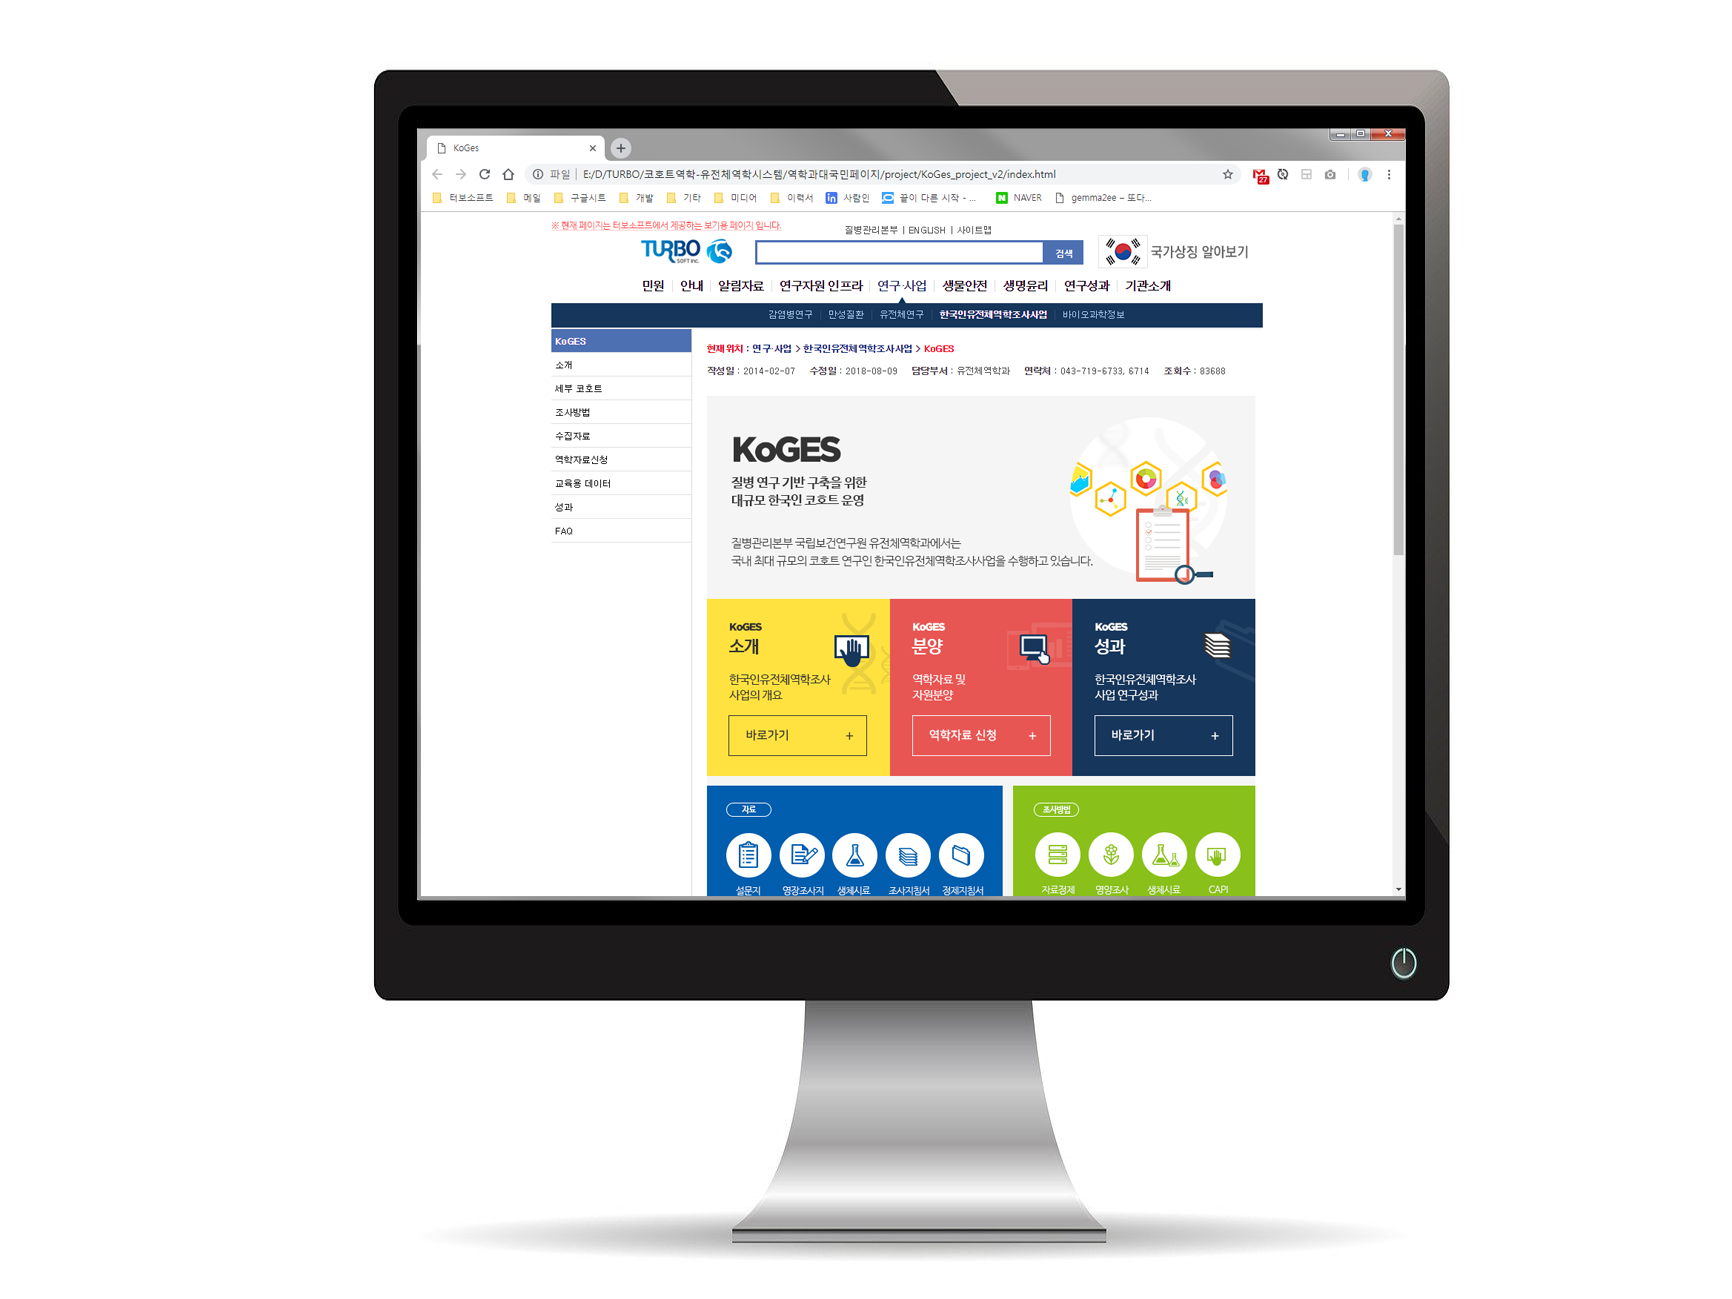 KoGes
파일 | E:/D/TURBO/코호트역학-유전체역학시스템/역학과대국민페이지/project/KoGes_project_v2/index.html
27
터보소프트 메일 구글시트 개발 기타 미디어 이력서 사람인 끝이 다른 시작 - ... NAVER gemma2ee – 또다...
※ 현재 페이지는 터보소프트에서 제공하는 보기용 페이지 입니다.
질병관리본부 | ENGLISH | 사이트맵
TURBO SOFT Inc.
검색
국가상징 알아보기
민원 안내 알림자료 연구자원 인프라 연구·사업 생물안전 생명윤리 연구성과 기관소개
감염병연구 만성질환 유전체연구 한국인유전체역학조사사업 바이오과학정보
KoGES
소개
세부 코호트
조사방법
수집자료
역학자료신청
교육용 데이터
성과
FAQ
현재위치 : 연구·사업 > 한국인유전체역학조사사업 > KoGES
작성일 : 2014-02-07 수정일 : 2018-08-09 담당부서 : 유전체역학과 연락처 : 043-719-6733, 6714 조회수 : 83688
KoGES
질병 연구 기반 구축을 위한
대규모 한국인 코호트 운영
질병관리본부 국립보건연구원 유전체역학과에서는
국내 최대 규모의 코호트 연구인 한국인유전체역학조사사업을 수행하고 있습니다.
KoGES
소개
한국인유전체역학조사
사업의 개요
바로가기 +
KoGES
분양
역학자료 및
자원분양
역학자료 신청 +
KoGES
성과
한국인유전체역학조사
사업 연구성과
바로가기 +
자료
설문지 영양조사지 생체시료 조사지침서 정제지침서
조사방법
자료정제 영양조사 생체시료 CAPI